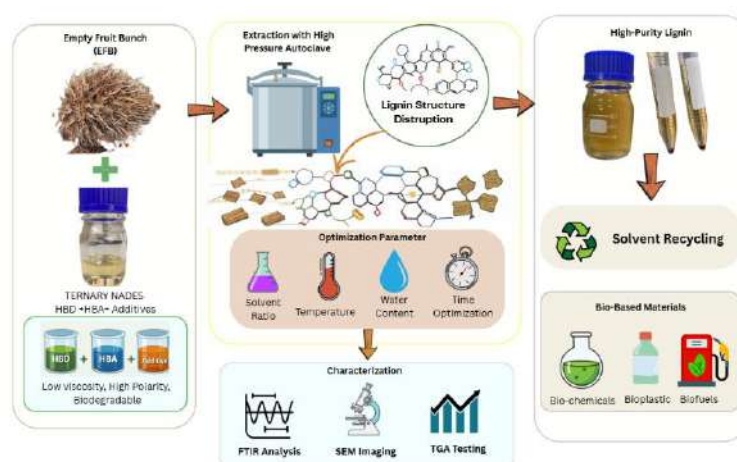 Empty Fruit Bunch
(EFB)
TERNARY NADES
HBD +HBA+ Additives
HBD
+
HBA
+
Low viscosity, High Polarity,
Biodegradable
Extraction with High
Pressure Autoclave
Lignin Structure
Distruption
Optimization Parameter
Solvent
Ratio
Temperature
Water
Content
Time
Optimization
Characterization
FTIR Analysis
SEM Imaging
TGA Testing
High-Purity Lignin
Solvent Recycling
Bio-Based Materials
Bio-chemicals
Bioplastic
Biofuels